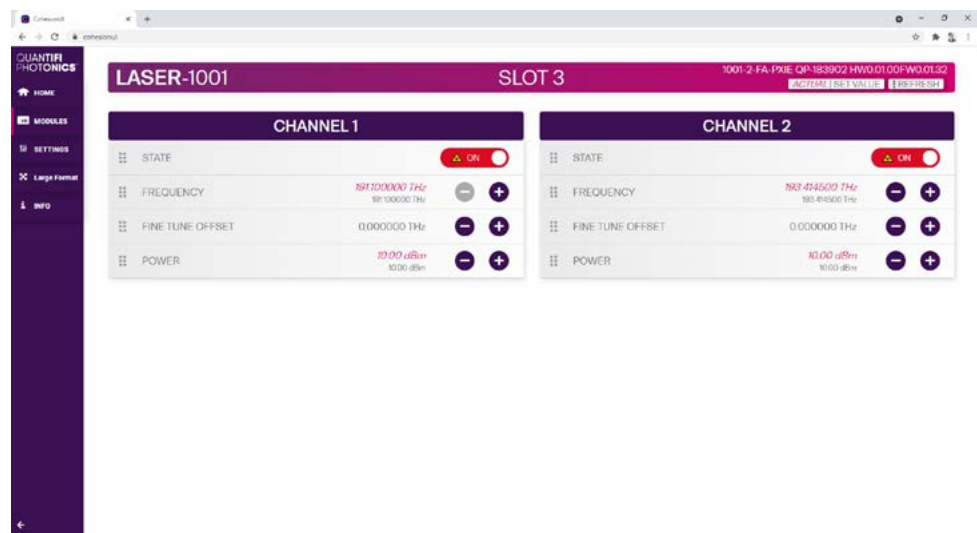 CohesionUI
cohesionui
QUANTIFI
PHOTONICS
HOME
MODULES
SETTINGS
Large Format
INFO
LASER-1001
SLOT 3
1001-2-FA-PXIE QP-183902 HW0.01.00FW0.01.32
ACTUAL | SET VALUE
REFRESH
CHANNEL 1
STATE
ON
FREQUENCY
191.100000 THz
191.100000 THz
FINE TUNE OFFSET
0.000000 THz
POWER
10.00 dBm
10.00 dBm
CHANNEL 2
STATE
ON
FREQUENCY
193.414500 THz
193.414500 THz
FINE TUNE OFFSET
0.000000 THz
POWER
10.00 dBm
10.00 dBm